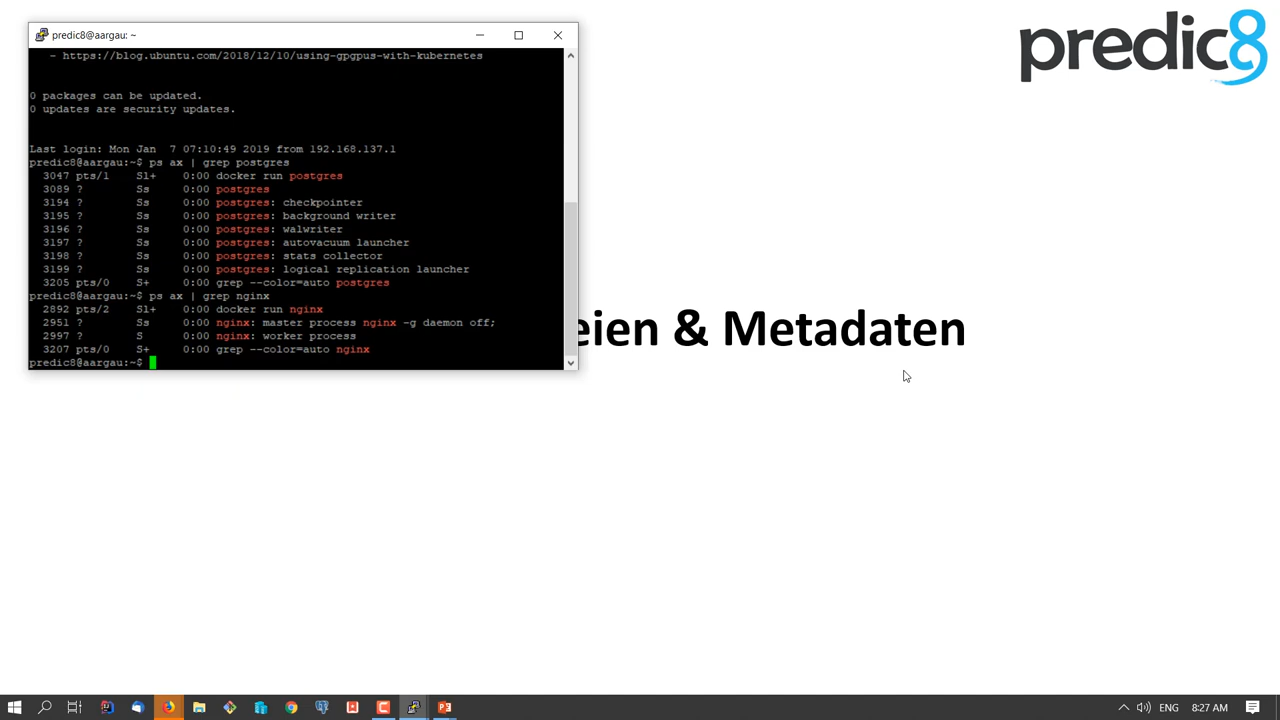 predic8@aargau: ~
predic8
- https://blog.ubuntu.com/2018/12/10/using-gpgpus-with-kubernetes
0 packages can be updated.
0 updates are security updates.
Last login: Mon Jan  7 07:10:49 2019 from 192.168.137.1
predic8@aargau:~$ ps ax | grep postgres
3047 pts/1    Sl+    0:00 docker run postgres
3089 ?        Ss     0:00 postgres
3194 ?        Ss     0:00 postgres: checkpointer
3195 ?        Ss     0:00 postgres: background writer
3196 ?        Ss     0:00 postgres: walwriter
3197 ?        Ss     0:00 postgres: autovacuum launcher
3198 ?        Ss     0:00 postgres: stats collector
3199 ?        Ss     0:00 postgres: logical replication launcher
3205 pts/0    S+     0:00 grep --color=auto postgres
predic8@aargau:~$ ps ax | grep nginx
2892 pts/2    Sl+    0:00 docker run nginx
2951 ?        Ss     0:00 nginx: master process nginx -g daemon off;
2997 ?        S      0:00 nginx: worker process
3207 pts/0    S+     0:00 grep --color=auto nginx
predic8@aargau:~$
eien & Metadaten
ENG 8:27 AM